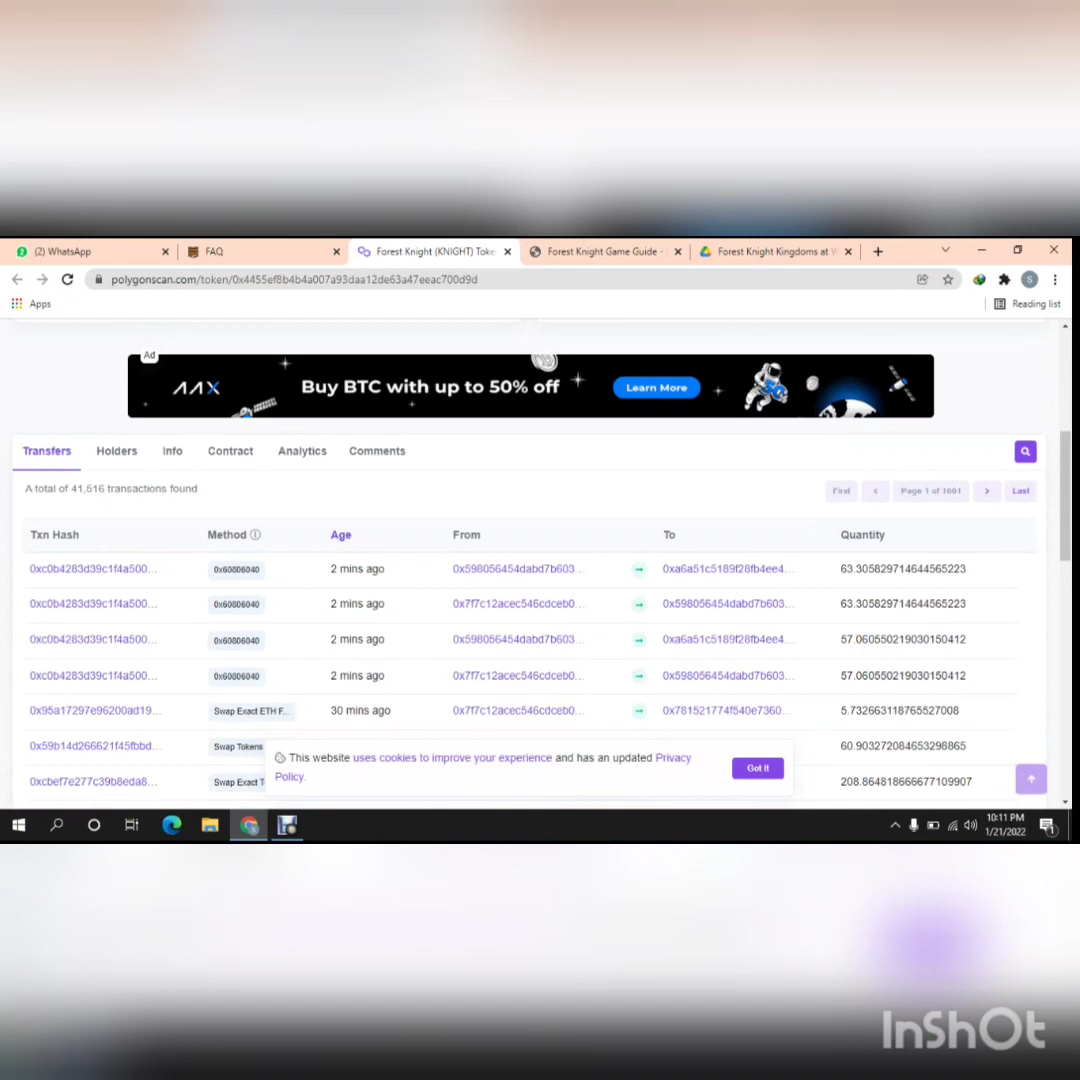 (2) WhatsApp
FAQ
Forest Knight (KNIGHT) Toke
Forest Knight Game Guide -
Forest Knight Kingdoms at V
polygonscan.com/token/0x4455ef8b4b4a007a93daa12de63a47eeac700d9d
S
Apps
Reading list
Ad
AAX
Buy BTC with up to 50% off
Learn More
Transfers Holders Info Contract Analytics Comments
A total of 41,516 transactions found
First < Page 1 of 1661 > Last
Txn Hash Method Age From To Quantity
0xc0b4283d39c1f4a500... 0x60806040 2 mins ago 0x598056454dabd7b603... 0xa6a51c5189f28fb4ee4... 63.305829714644565223
0xc0b4283d39c1f4a500... 0x60806040 2 mins ago 0x7f7c12acec546cdceb0... 0x598056454dabd7b603... 63.305829714644565223
0xc0b4283d39c1f4a500... 0x60806040 2 mins ago 0x598056454dabd7b603... 0xa6a51c5189f28fb4ee4... 57.060550219030150412
0xc0b4283d39c1f4a500... 0x60806040 2 mins ago 0x7f7c12acec546cdceb0... 0x598056454dabd7b603... 57.060550219030150412
0x95a17297e96200ad19... Swap Exact ETH F... 30 mins ago 0x7f7c12acec546cdceb0... 0x781521774f540e7360... 5.732663118765527008
0x59b14d266621f45fbbd... Swap Tokens 60.903272084653298865
0xcbef7e277c39b8eda8... Swap Exact T 208.864818666677109907
This website uses cookies to improve your experience and has an updated Privacy
Policy.
Got It
10:11 PM
1/21/2022
1
InShOt